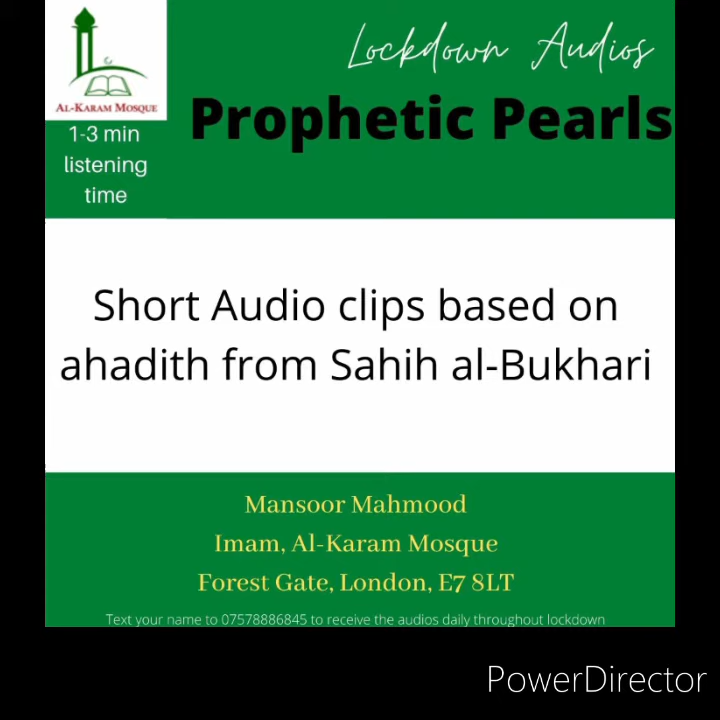 Lockdown Audios
AL-KARAM MOSQUE
Prophetic Pearls
1-3 min
listening
time
Short Audio clips based on
ahadith from Sahih al-Bukhari
Mansoor Mahmood
Imam, Al-Karam Mosque
Forest Gate, London, E7 8LT
Text your name to 07578886845 to receive the audios daily throughout lockdown
PowerDirector